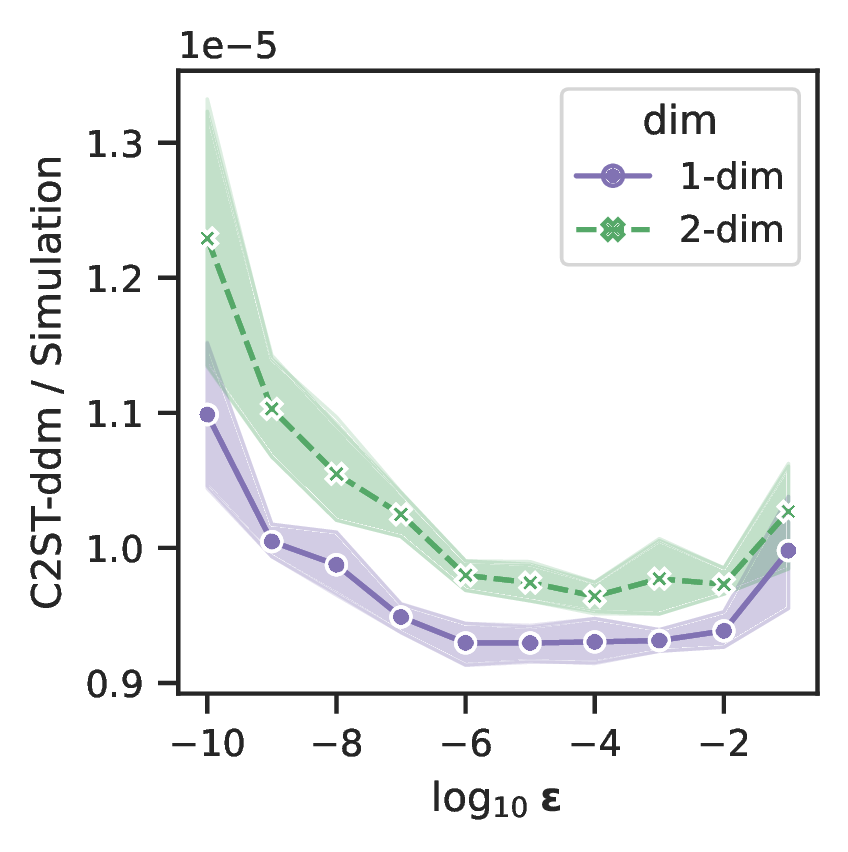 1e−5
1.3
1.2
1.1
1.0
0.9
C2ST-ddm / Simulation
dim
1-dim
2-dim
−10
−8
−6
−4
−2
log₁₀ ε